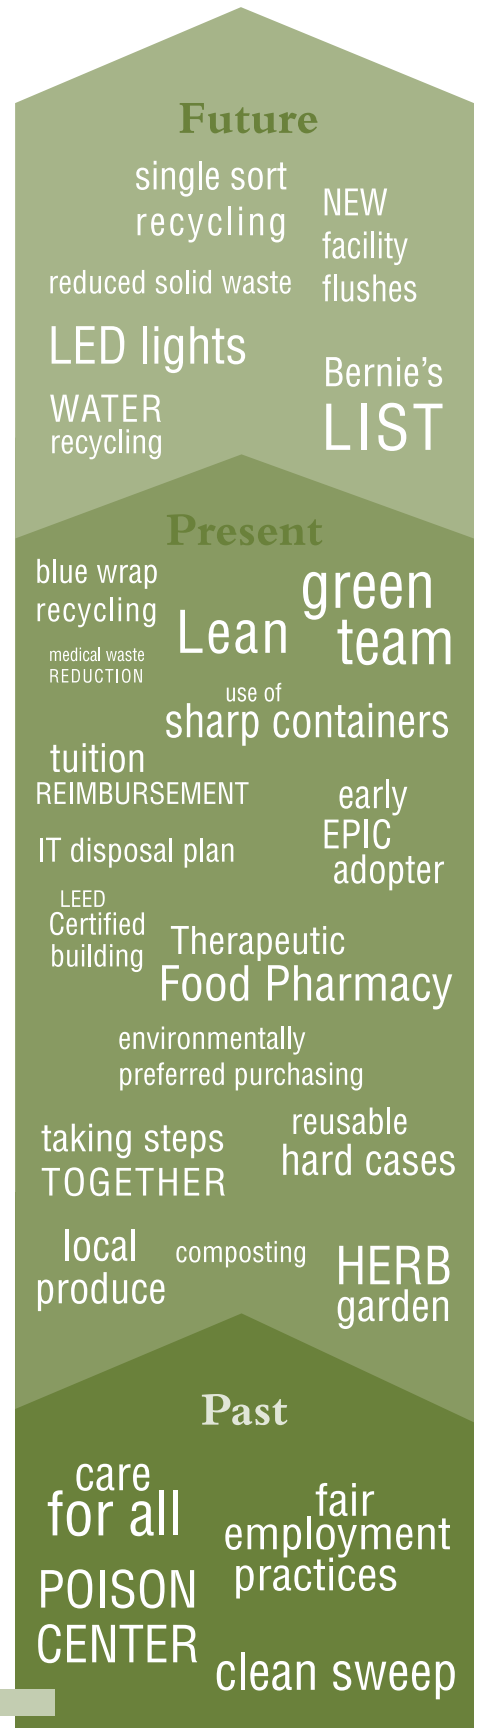 Future
single sort
recycling
NEW
facility
flushes
reduced solid waste
LED lights
Bernie's
LIST
WATER
recycling
Present
blue wrap
recycling
green
team
Lean
medical waste
REDUCTION
use of
sharp containers
tuition
REIMBURSEMENT
early
EPIC
adopter
IT disposal plan
LEED
Certified
building
Therapeutic
Food Pharmacy
environmentally
preferred purchasing
reusable
hard cases
taking steps
TOGETHER
local
produce
composting
HERB
garden
Past
care
for all
fair
employment
practices
POISON
CENTER
clean sweep